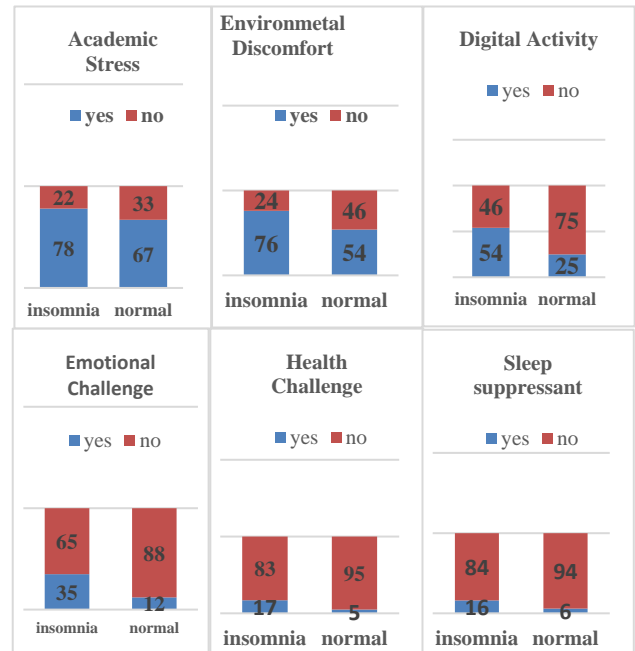 Academic
Stress
yes no
22 33
78 67
insomnia normal
Environmetal
Discomfort
yes no
24 46
76 54
insomnia normal
Digital Activity
yes no
46 75
54 25
insomnia normal
Emotional
Challenge
yes no
65 88
35 12
insomnia normal
Health
Challenge
yes no
83 95
17 5
insomnia normal
Sleep
suppressant
yes no
84 94
16 6
insomnia normal